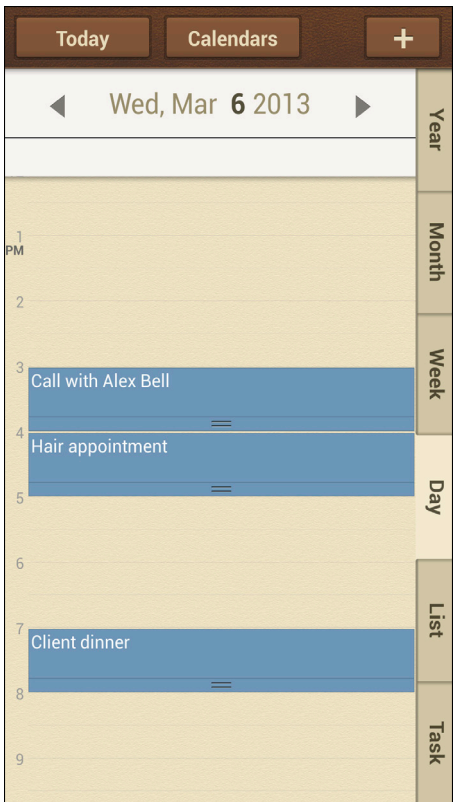 Today Calendars +
Wed, Mar 6 2013
Year
Month
Week
Day
List
Task
1
PM
2
3
Call with Alex Bell
4
Hair appointment
5
6
7
Client dinner
8
9